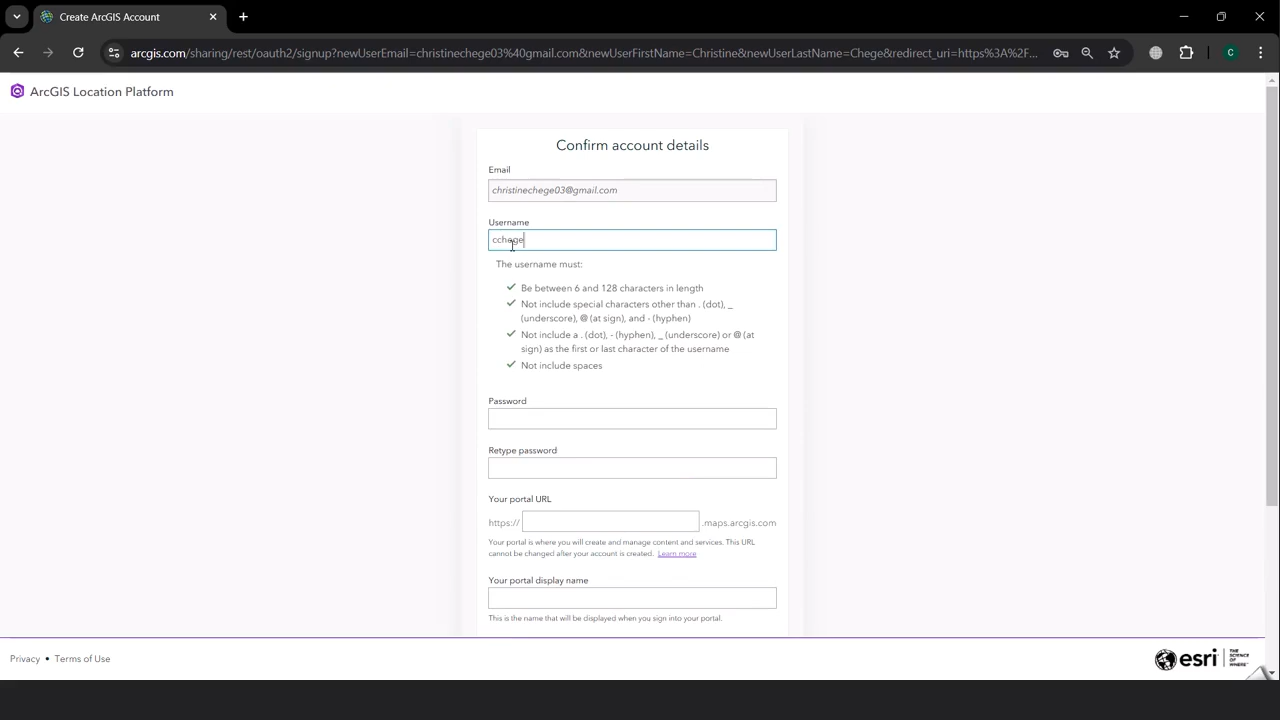 Create ArcGIS Account
arcgis.com/sharing/rest/oauth2/signup?newUserEmail=christinechege03%40gmail.com&newUserFirstName=Christine&newUserLastName=Chege&redirect_uri=https%3A%2F...
C
ArcGIS Location Platform
Confirm account details
Email
christinechege03@gmail.com
Username
cchege
The username must:
Be between 6 and 128 characters in length
Not include special characters other than . (dot), _
(underscore), @ (at sign), and - (hyphen)
Not include a . (dot), - (hyphen), _ (underscore) or @ (at
sign) as the first or last character of the username
Not include spaces
Password
Retype password
Your portal URL
https:// .maps.arcgis.com
Your portal is where you will create and manage content and services. This URL
cannot be changed after your account is created. Learn more
Your portal display name
This is the name that will be displayed when you sign into your portal.
Privacy • Terms of Use
esri
THE
SCIENCE
OF
WHERE™